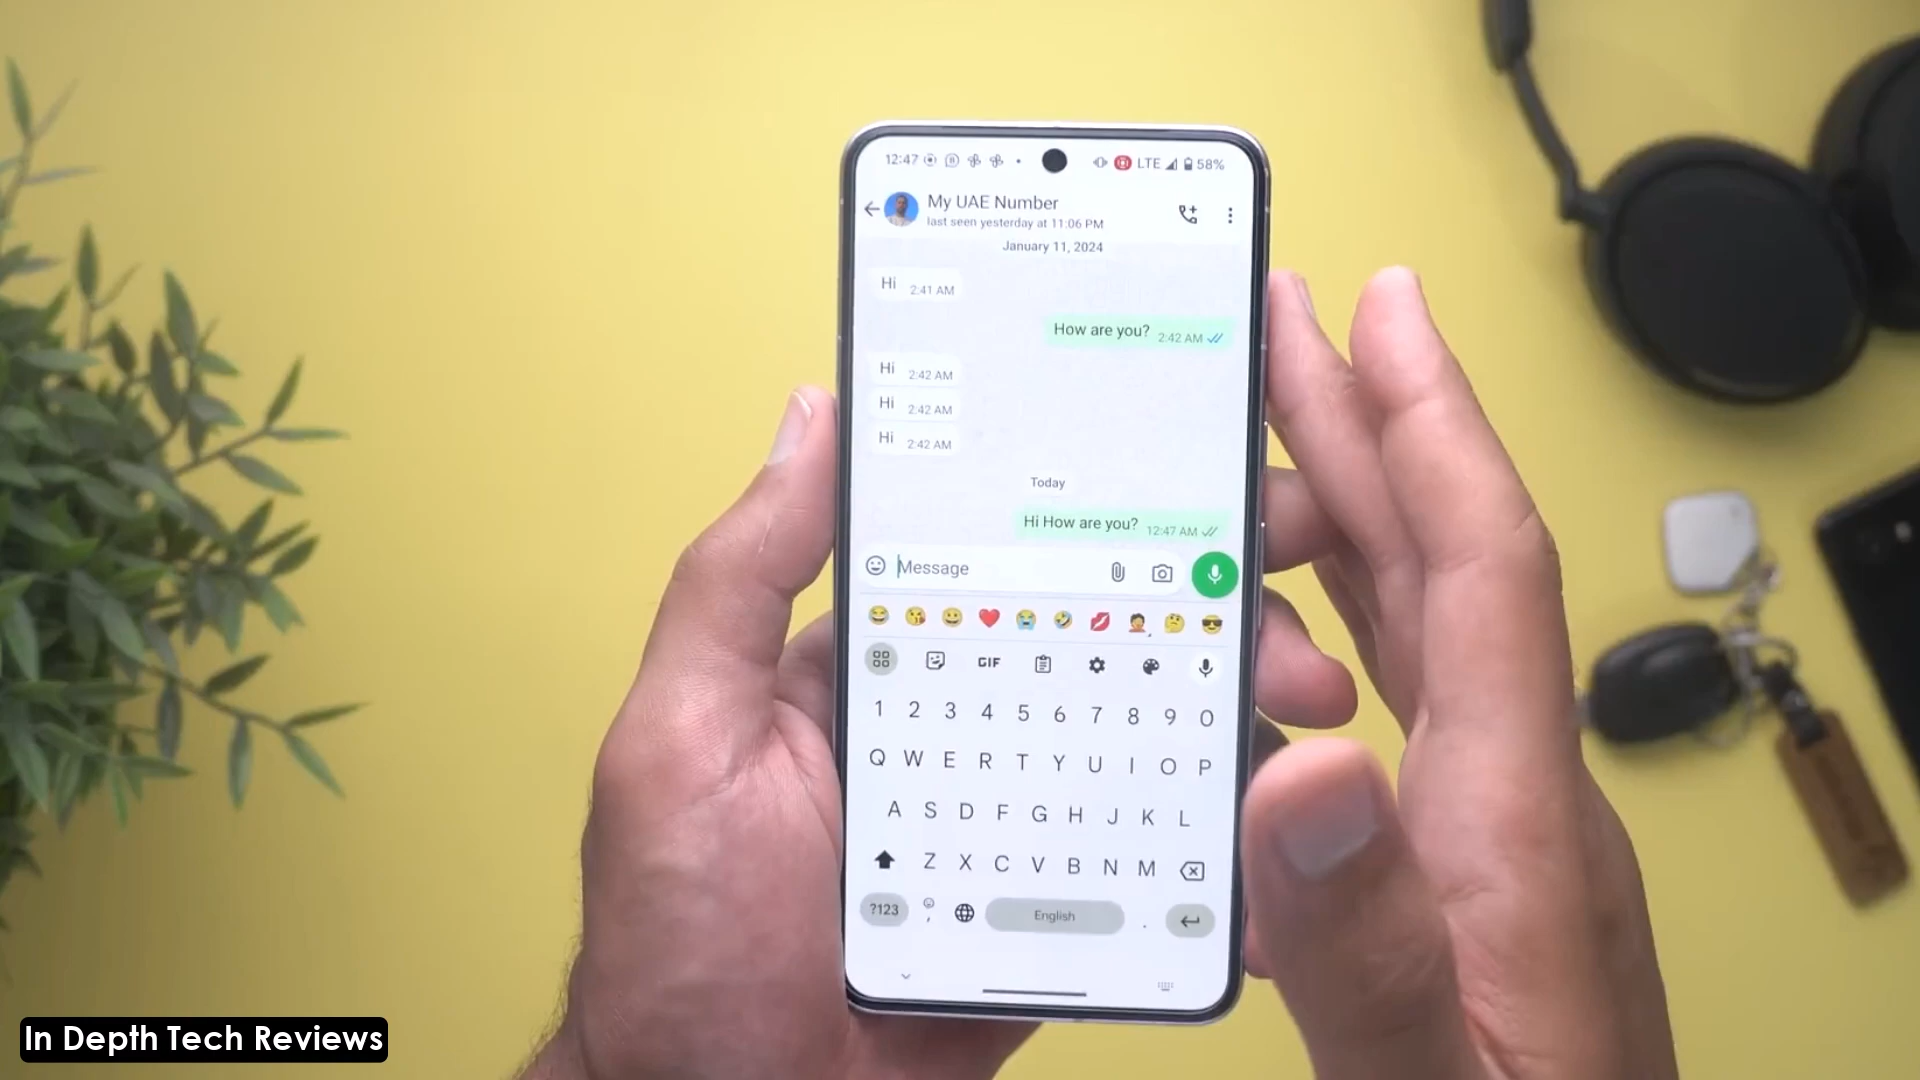 12:47 LTE 58%
My UAE Number
last seen yesterday at 11:06 PM
January 11, 2024
Hi 2:41 AM
How are you? 2:42 AM
Hi 2:42 AM
Hi 2:42 AM
Hi 2:42 AM
Today
Hi How are you? 12:47 AM
Message
GIF
1 2 3 4 5 6 7 8 9 0
Q W E R T Y U I O P
A S D F G H J K L
Z X C V B N M
?123 , English .
In Depth Tech Reviews